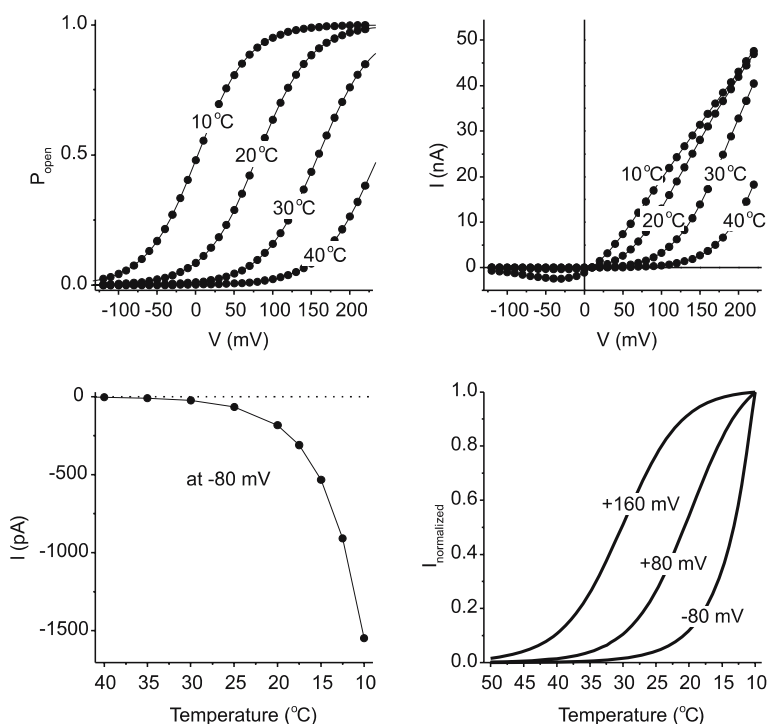 1.0
0.5
0.0
P open
10°C
20°C
30°C
40°C
-100 -50 0 50 100 150 200
V (mV)
50
40
30
20
10
0
I (nA)
10°C
20°C
30°C
40°C
-100 -50 0 50 100 150 200
V (mV)
0
-500
-1000
-1500
I (pA)
at -80 mV
40 35 30 25 20 15 10
Temperature (°C)
1.0
0.8
0.6
0.4
0.2
0.0
I normalized
+160 mV
+80 mV
-80 mV
50 45 40 35 30 25 20 15 10
Temperature (°C)